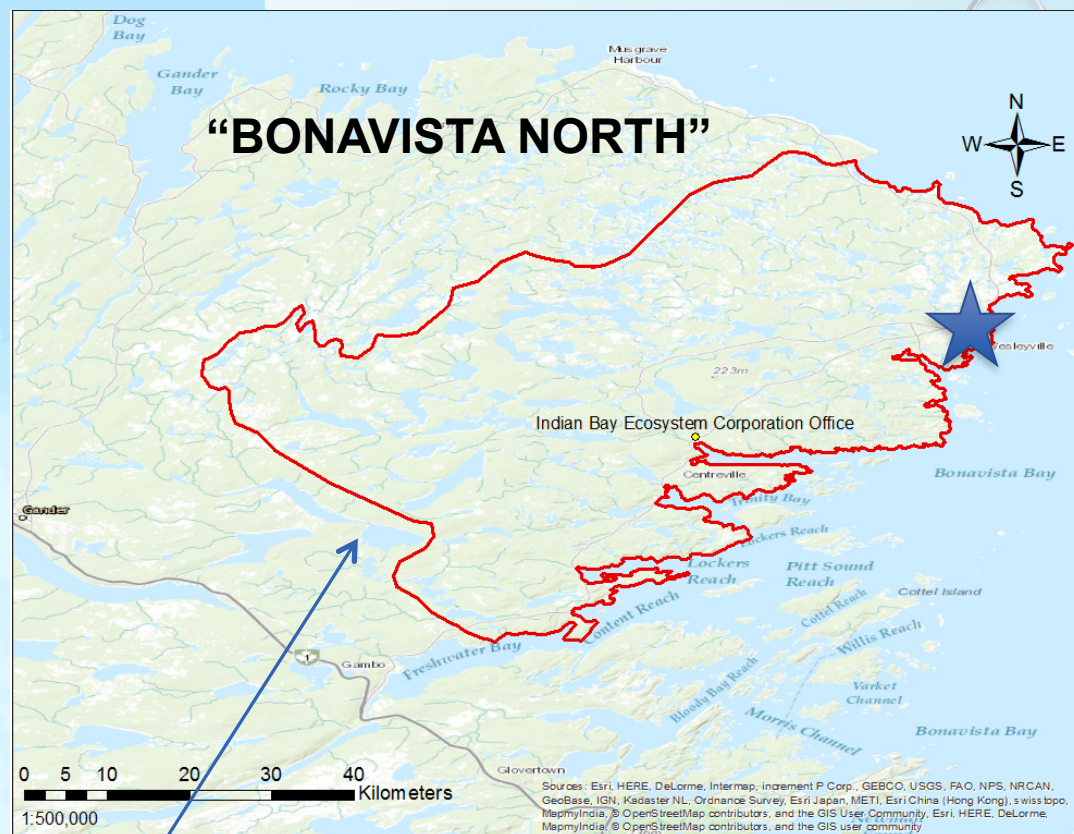 Dog
Bay
Gander
Bay
Rocky Bay
Musgrave
Harbour
“BONAVISTA NORTH”
N
W E
S
Wesleyville
223m
Indian Bay Ecosystem Corporation Office
Centreville
Bonavista Bay
Trinity Bay
Gander
Lockers Reach
Lockers
Reach
Pitt Sound
Reach
Cottel Island
Cottel Reach
Content Reach
Willis Reach
1
Gambo
Freshwater Bay
Bloody Bay Reach
Varket
Channel
Morris Channel
Bonavista Bay
Glovertown
0 5 10 20 30 40
Kilometers
1:500,000
Sources: Esri, HERE, DeLorme, Intermap, increment P Corp., GEBCO, USGS, FAO, NPS, NRCAN,
GeoBase, IGN, Kadaster NL, Ordnance Survey, Esri Japan, METI, Esri China (Hong Kong), swisstopo,
MapmyIndia, © OpenStreetMap contributors, and the GIS User Community, Esri, HERE, DeLorme,
MapmyIndia, © OpenStreetMap contributors, and the GIS user community